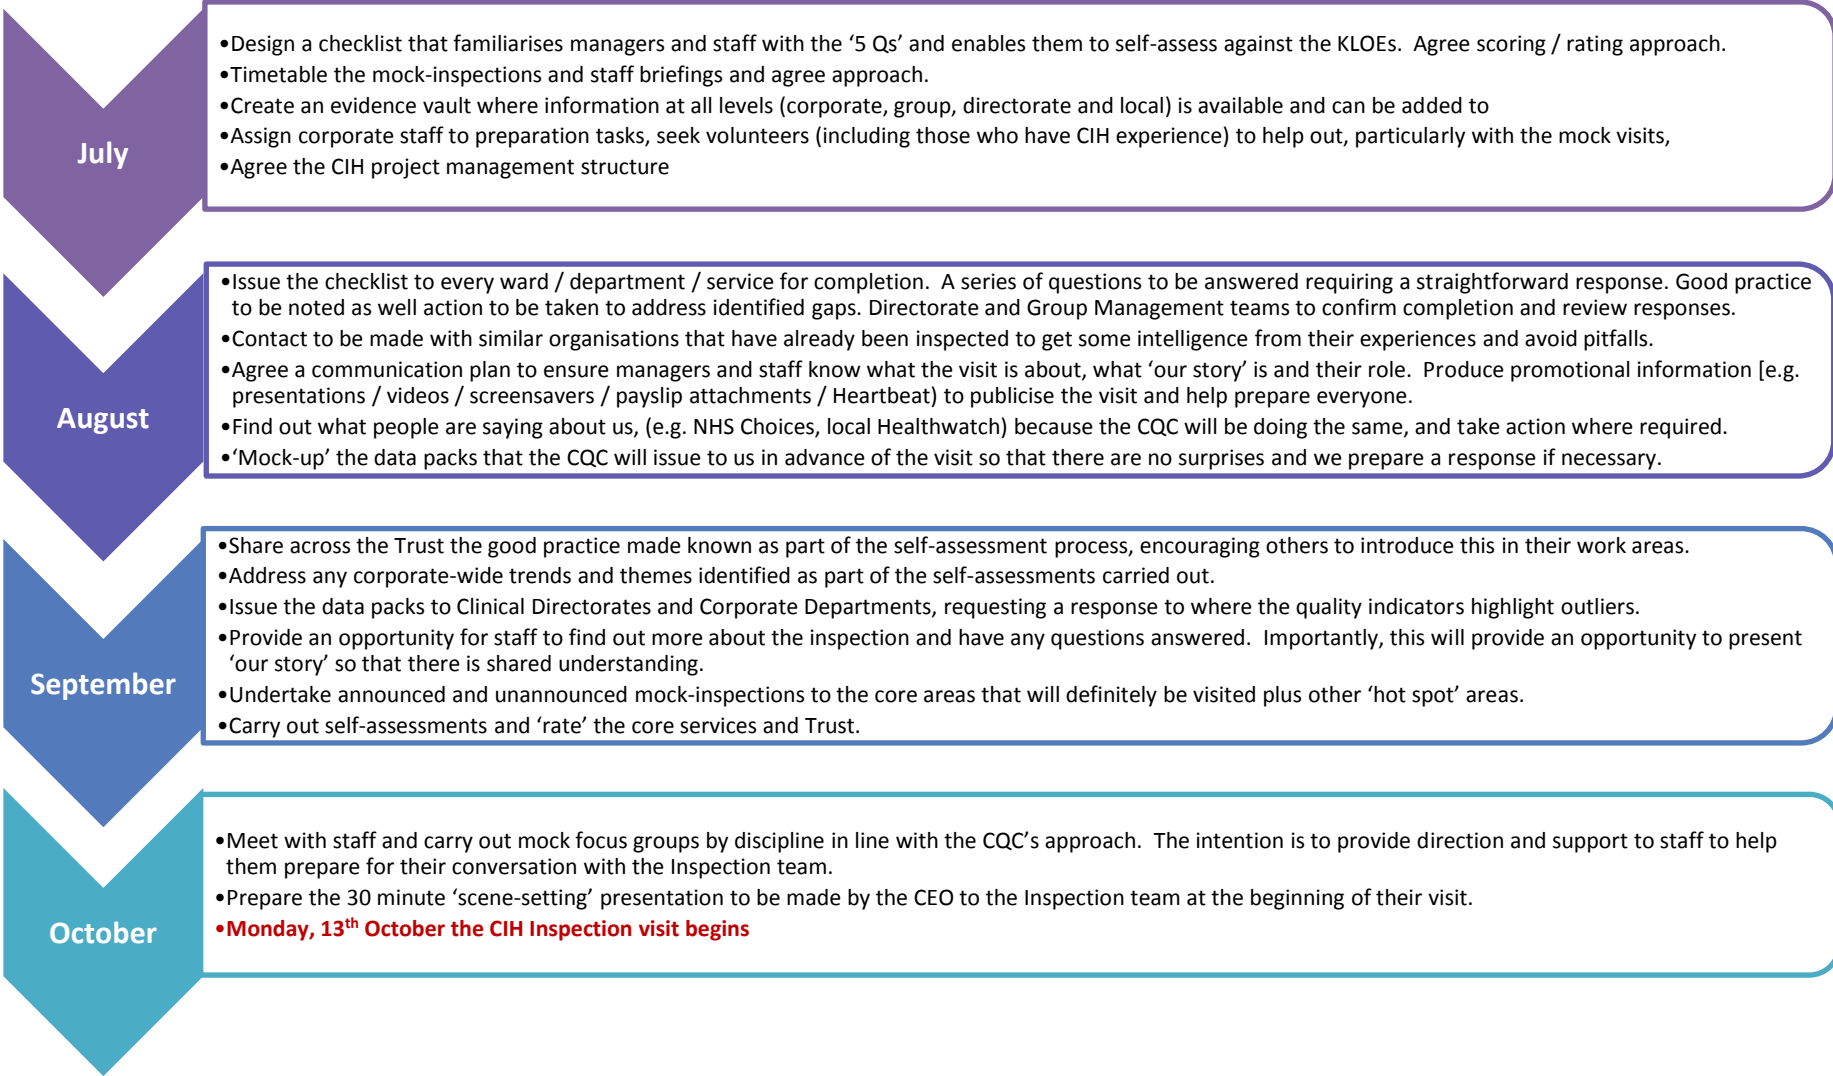 July
•Design a checklist that familiarises managers and staff with the ‘5 Qs’ and enables them to self-assess against the KLOEs.  Agree scoring / rating approach.
•Timetable the mock-inspections and staff briefings and agree approach.
•Create an evidence vault where information at all levels (corporate, group, directorate and local) is available and can be added to
•Assign corporate staff to preparation tasks, seek volunteers (including those who have CIH experience) to help out, particularly with the mock visits,
•Agree the CIH project management structure
August
•Issue the checklist to every ward / department / service for completion.  A series of questions to be answered requiring a straightforward response. Good practice
to be noted as well action to be taken to address identified gaps. Directorate and Group Management teams to confirm completion and review responses.
•Contact to be made with similar organisations that have already been inspected to get some intelligence from their experiences and avoid pitfalls.
•Agree a communication plan to ensure managers and staff know what the visit is about, what ‘our story’ is and their role.  Produce promotional information [e.g.
presentations / videos / screensavers / payslip attachments / Heartbeat) to publicise the visit and help prepare everyone.
•Find out what people are saying about us, (e.g. NHS Choices, local Healthwatch) because the CQC will be doing the same, and take action where required.
•‘Mock-up’ the data packs that the CQC will issue to us in advance of the visit so that there are no surprises and we prepare a response if necessary.
September
•Share across the Trust the good practice made known as part of the self-assessment process, encouraging others to introduce this in their work areas.
•Address any corporate-wide trends and themes identified as part of the self-assessments carried out.
•Issue the data packs to Clinical Directorates and Corporate Departments, requesting a response to where the quality indicators highlight outliers.
•Provide an opportunity for staff to find out more about the inspection and have any questions answered.  Importantly, this will provide an opportunity to present
‘our story’ so that there is shared understanding.
•Undertake announced and unannounced mock-inspections to the core areas that will definitely be visited plus other ‘hot spot’ areas.
•Carry out self-assessments and ‘rate’ the core services and Trust.
October
•Meet with staff and carry out mock focus groups by discipline in line with the CQC’s approach.  The intention is to provide direction and support to staff to help
them prepare for their conversation with the Inspection team.
•Prepare the 30 minute ‘scene-setting’ presentation to be made by the CEO to the Inspection team at the beginning of their visit.
•Monday, 13th October the CIH Inspection visit begins